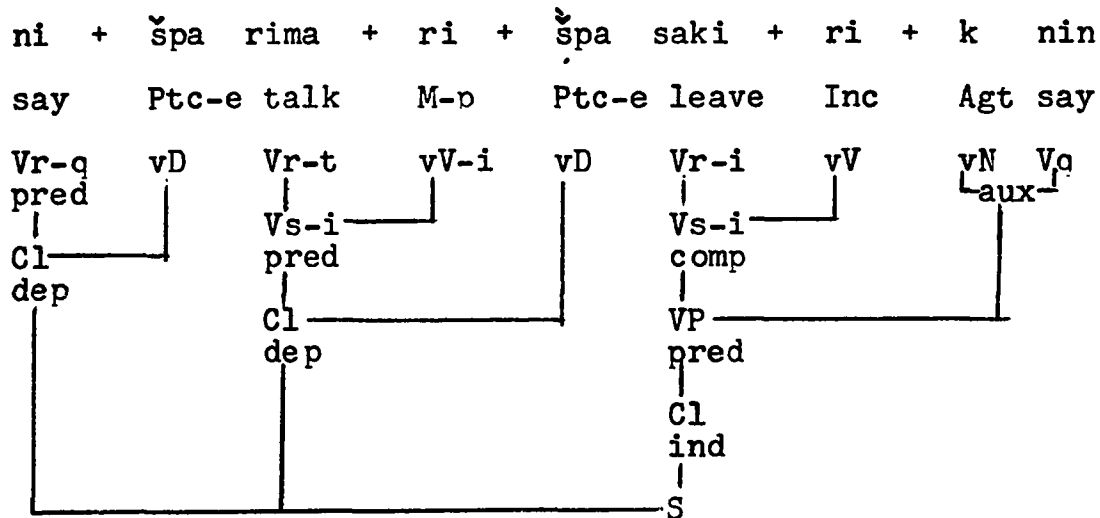 ni + špa rima + ri + špa saki + ri + k nin
say Ptc-e talk M-p Ptc-e leave Inc Agt say
Vr-q vD Vr-t vV-i vD Vr-i vV vN Vq
pred aux
Vs-i Vs-i
Cl pred comp
dep
Cl VP
dep pred
Cl
ind
S